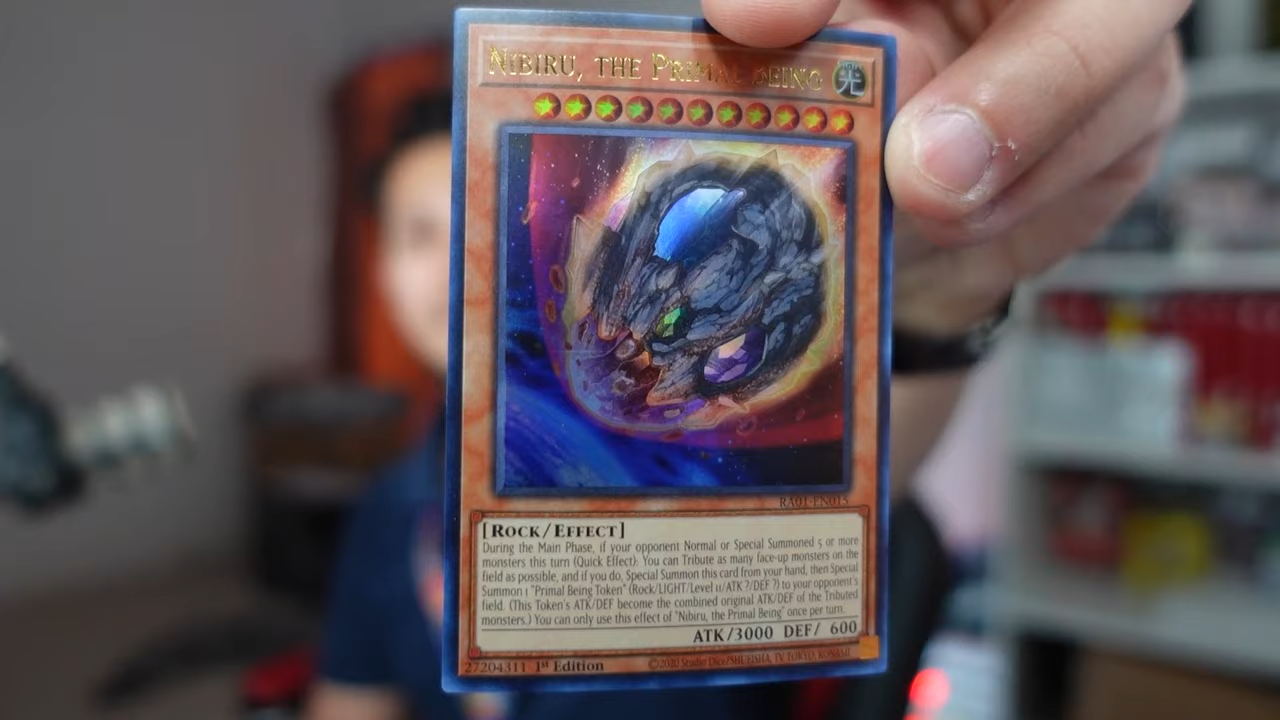 NIBIRU, THE PRIMAL BEING 光
RA01-EN015
[ROCK/EFFECT]
During the Main Phase, if your opponent Normal or Special Summoned 5 or more
monsters this turn (Quick Effect): You can Tribute as many face-up monsters on the
field as possible, and if you do, Special Summon this card from your hand, then Special
Summon 1 "Primal Being Token" (Rock/LIGHT/Level 11/ATK ?/DEF ?) to your opponent's
field. (This Token's ATK/DEF become the combined original ATK/DEF of the Tributed
monsters.) You can only use this effect of "Nibiru, the Primal Being" once per turn.
ATK/3000 DEF/ 600
27204311 1st Edition ©2020 Studio Dice/SHUEISHA, TV TOKYO, KONAMI